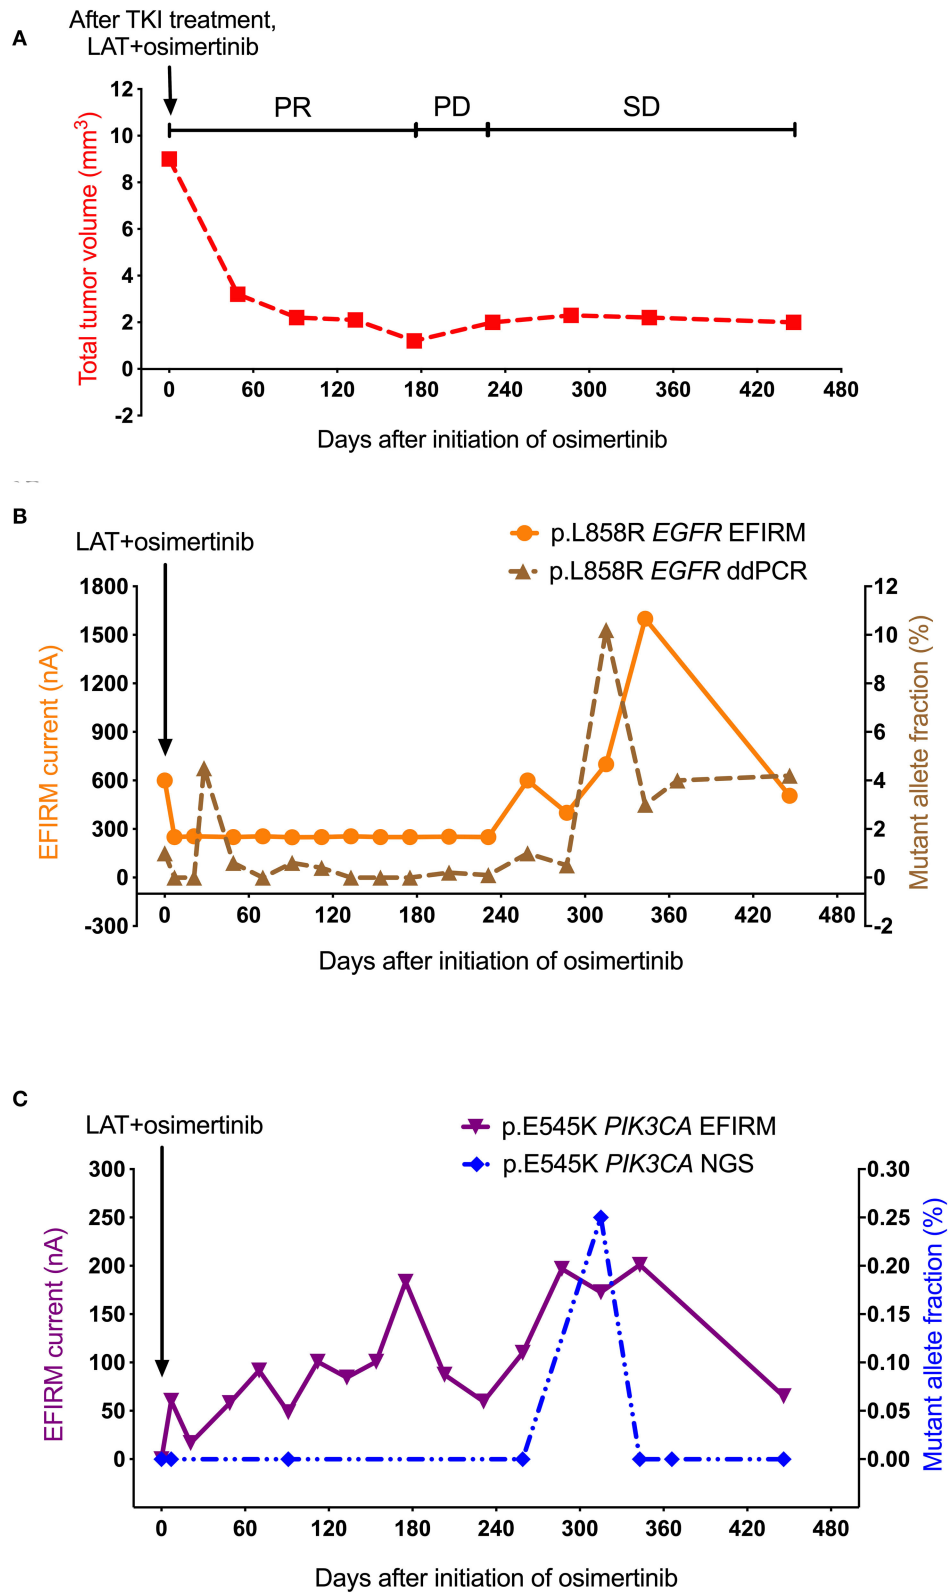 A
After TKI treatment,
LAT+osimertinib
PR
PD
SD
12
10
8
6
4
2
0
-2
Total tumor volume (mm³)
0 60 120 180 240 300 360 420 480
Days after initiation of osimertinib
B
LAT+osimertinib
p.L858R EGFR EFIRM
p.L858R EGFR ddPCR
1800
1500
1200
900
600
300
0
-300
EFIRM current (nA)
12
10
8
6
4
2
0
-2
Mutant allele fraction (%)
0 60 120 180 240 300 360 420 480
Days after initiation of osimertinib
C
LAT+osimertinib
p.E545K PIK3CA EFIRM
p.E545K PIK3CA NGS
300
250
200
150
100
50
0
EFIRM current (nA)
0.30
0.25
0.20
0.15
0.10
0.05
0.00
Mutant allele fraction (%)
0 60 120 180 240 300 360 420 480
Days after initiation of osimertinib